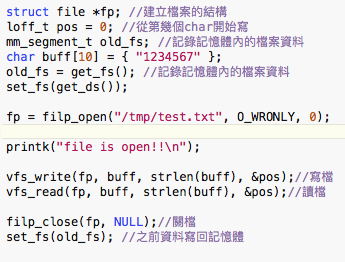 struct file *fp; //建立檔案的結構
loff_t pos = 0; //從第幾個char開始寫
mm_segment_t old_fs; //記錄記憶體內的檔案資料
char buff[10] = { "1234567" };
old_fs = get_fs(); //記錄記憶體內的檔案資料
set_fs(get_ds());
fp = filp_open("/tmp/test.txt", O_WRONLY, 0);
printk("file is open!!\n");
vfs_write(fp, buff, strlen(buff), &pos);//寫檔
vfs_read(fp, buff, strlen(buff), &pos);//讀檔
filp_close(fp, NULL);//關檔
set_fs(old_fs); //之前資料寫回記憶體